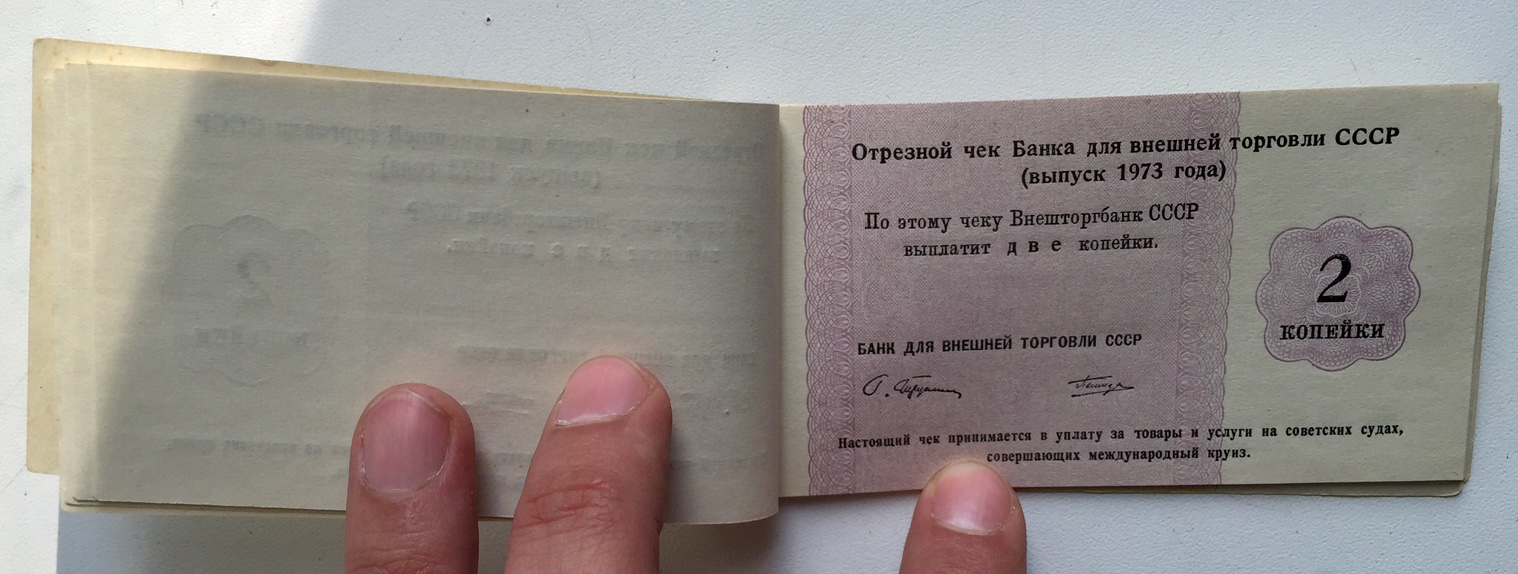 Отрезной чек Банка для внешней торговли СССР
(выпуск 1973 года)
По этому чеку Внешторгбанк СССР
выплатит две копейки.
2
КОПЕЙКИ
БАНК ДЛЯ ВНЕШНЕЙ ТОРГОВЛИ СССР
Настоящий чек принимается в уплату за товары и услуги на советских судах,
совершающих международный круиз.